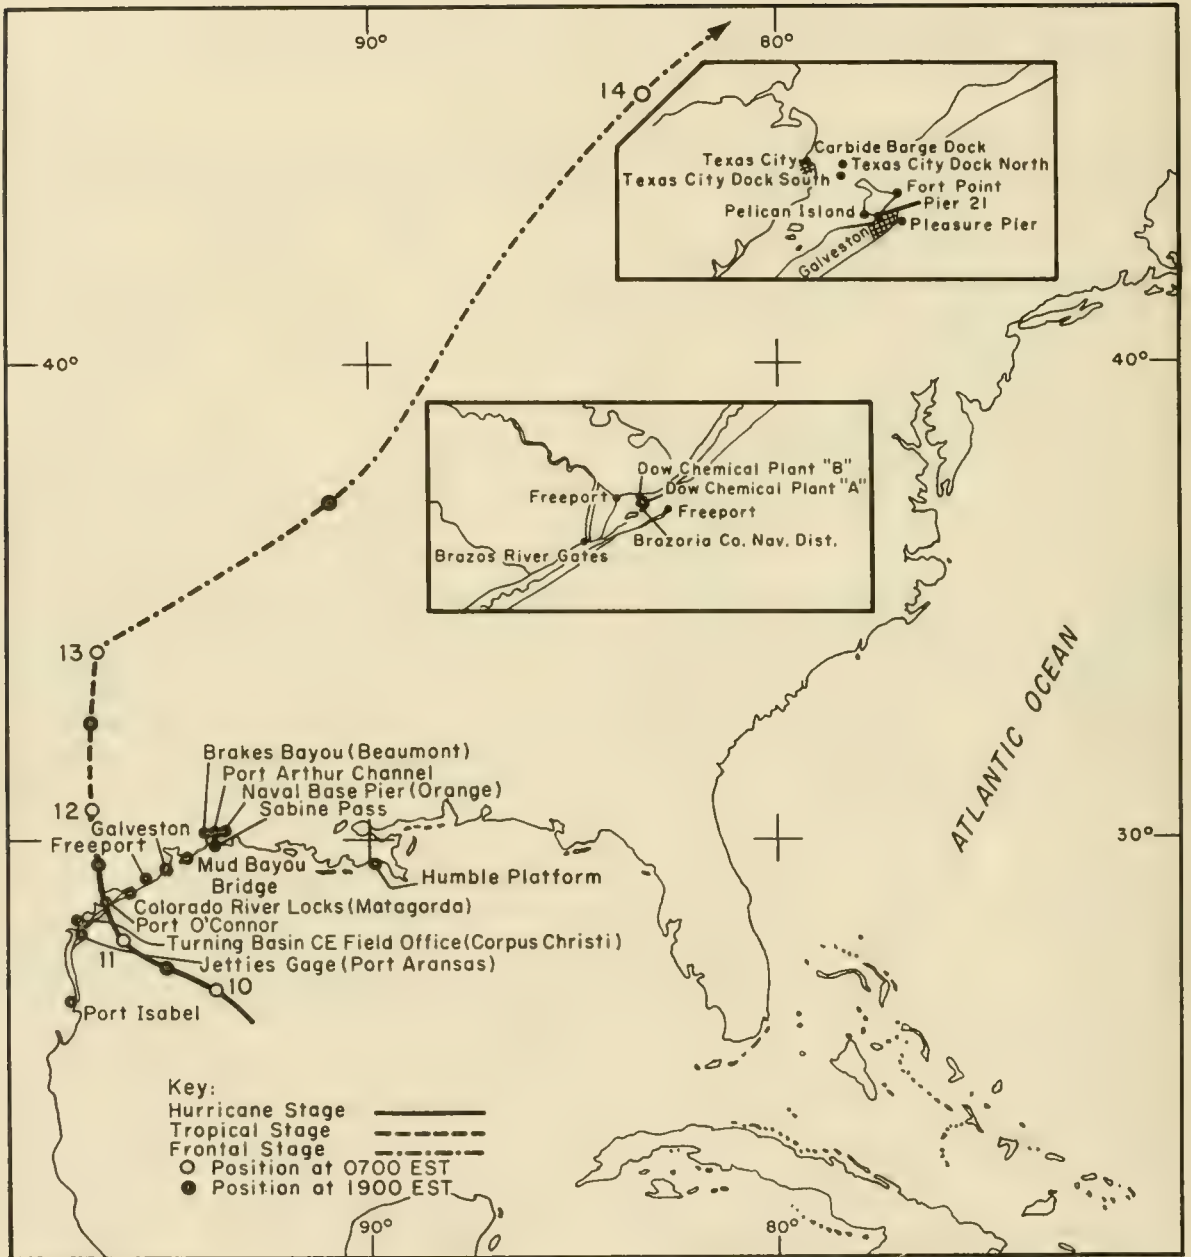 90°
80°
14
Carbide Barge Dock
Texas City
Texas City Dock North
Texas City Dock South
Fort Point
Pier 21
Pelican Island
Pleasure Pier
Galveston
40°
40°
Dow Chemical Plant "B"
Dow Chemical Plant "A"
Freeport
Freeport
Brazoria Co. Nav. Dist.
Brazos River Gates
ATLANTIC OCEAN
13
Brakes Bayou (Beaumont)
Port Arthur Channel
Naval Base Pier (Orange)
Sabine Pass
12
Galveston
Freeport
30°
Mud Bayou
Bridge
Humble Platform
Colorado River Locks (Matagorda)
Port O'Connor
Turning Basin CE Field Office (Corpus Christi)
11
Jetties Gage (Port Aransas)
10
Port Isabel
Key:
Hurricane Stage
Tropical Stage
Frontal Stage
Position at 0700 EST
Position at 1900 EST
90°
80°